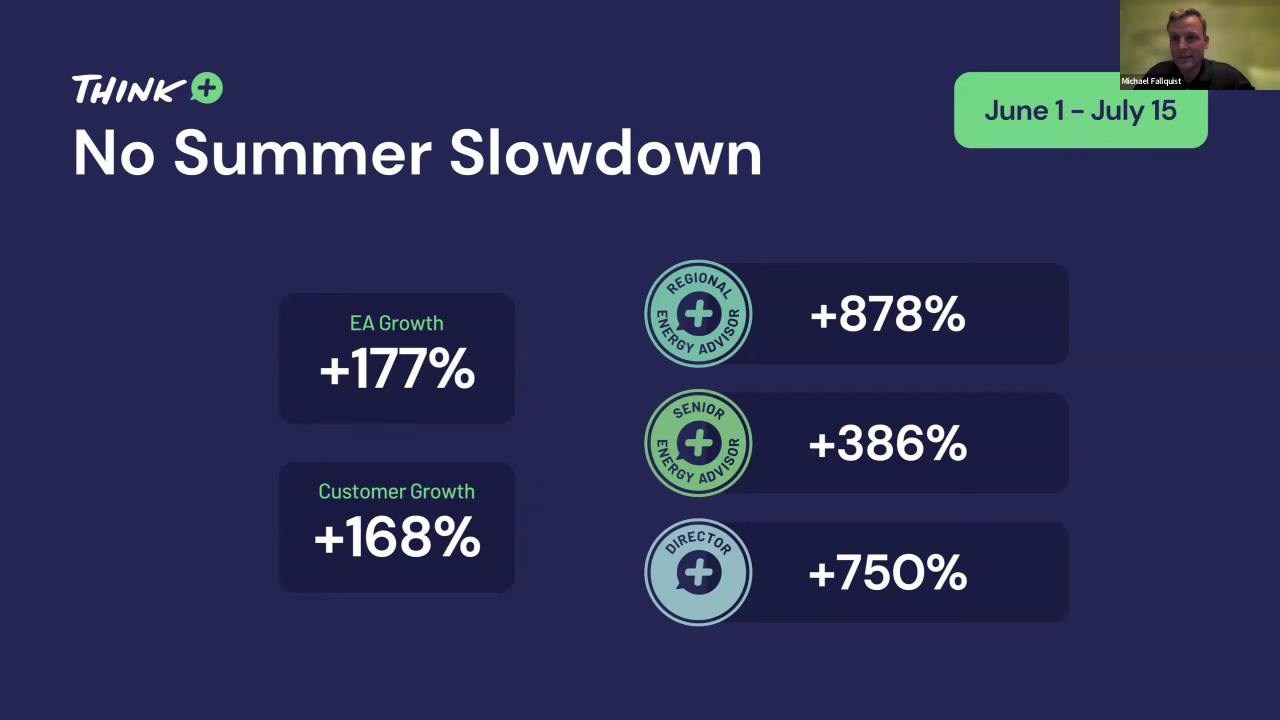 THINK+
Michael Fallquist
June 1 – July 15
No Summer Slowdown
EA Growth
+177%
Customer Growth
+168%
REGIONAL
ENERGY ADVISOR
+878%
SENIOR
ENERGY ADVISOR
+386%
DIRECTOR
+750%